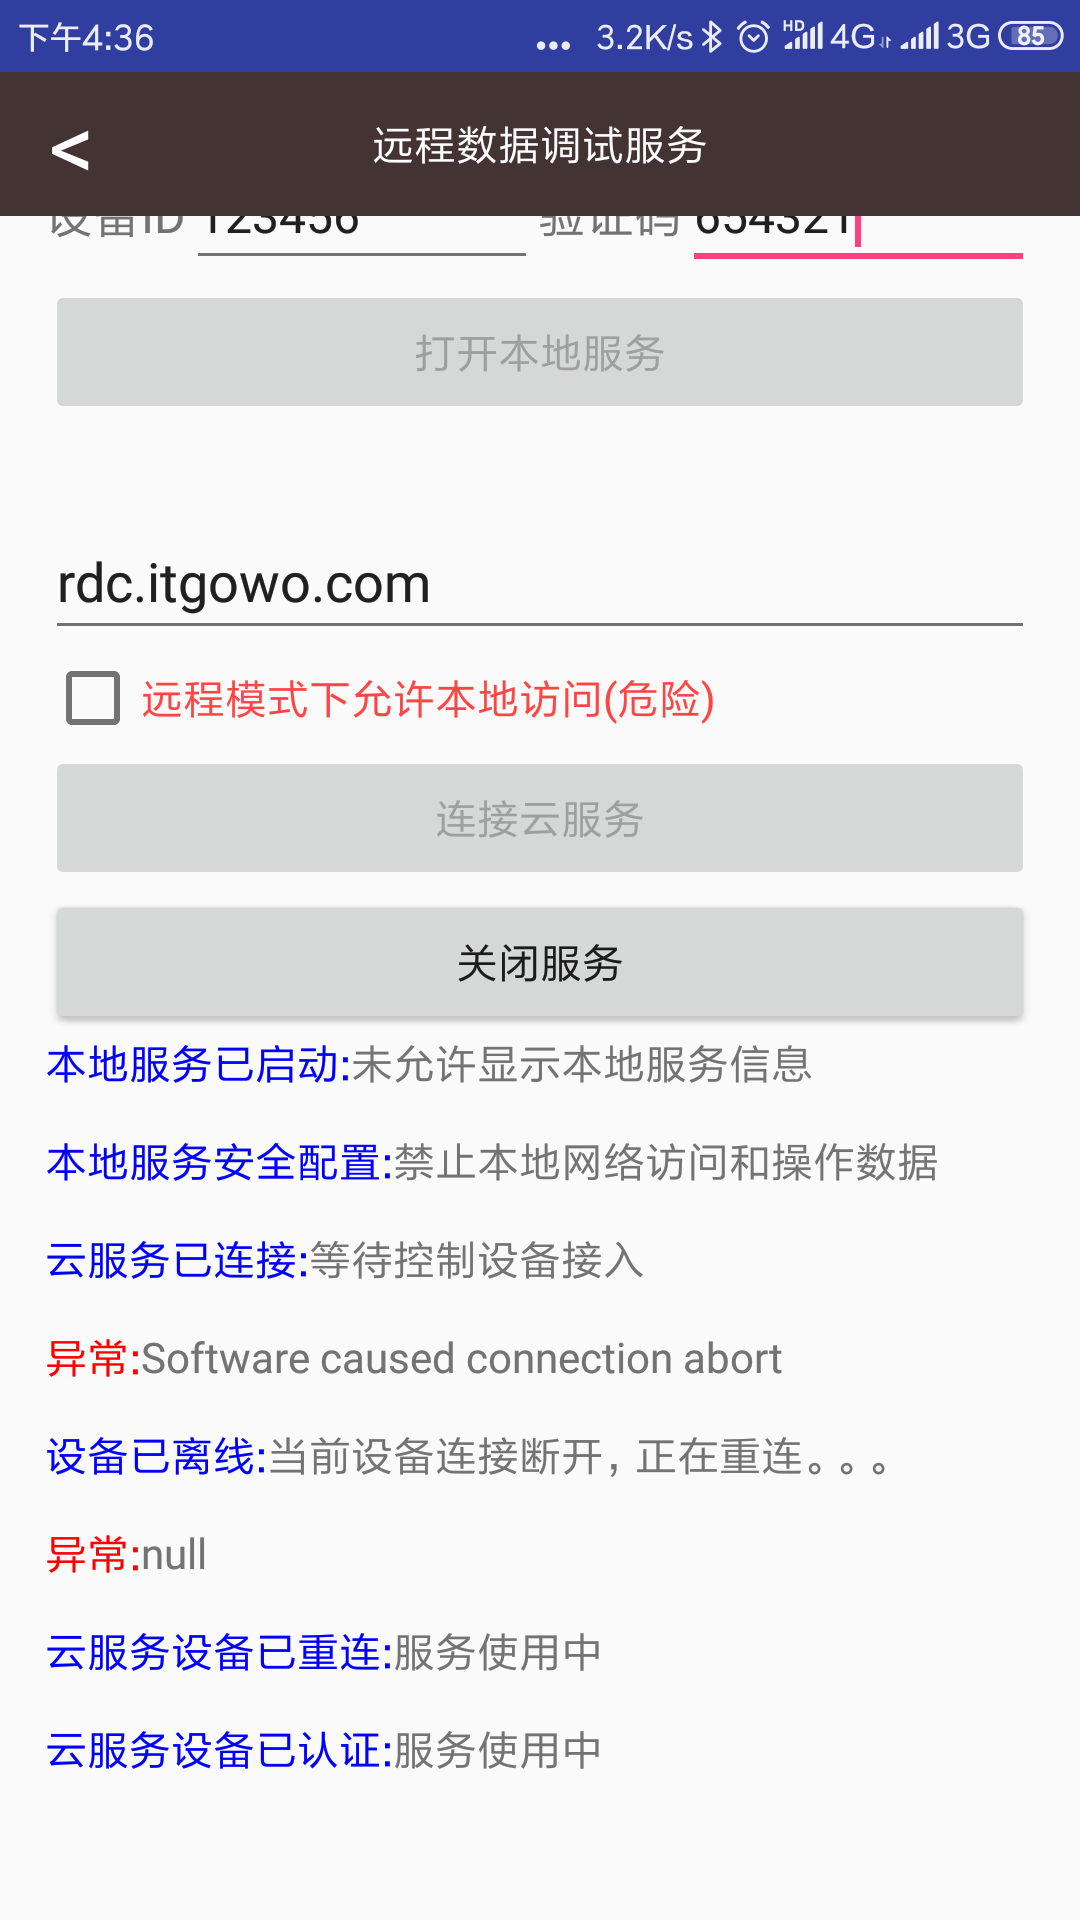 下午4:36 ... 3.2K/s HD 4G 3G 85
< 远程数据调试服务
设备ID 123456 验证码 654321
打开本地服务
rdc.itgowo.com
远程模式下允许本地访问(危险)
连接云服务
关闭服务
本地服务已启动:未允许显示本地服务信息
本地服务安全配置:禁止本地网络访问和操作数据
云服务已连接:等待控制设备接入
异常:Software caused connection abort
设备已离线:当前设备连接断开，正在重连。。。
异常:null
云服务设备已重连:服务使用中
云服务设备已认证:服务使用中